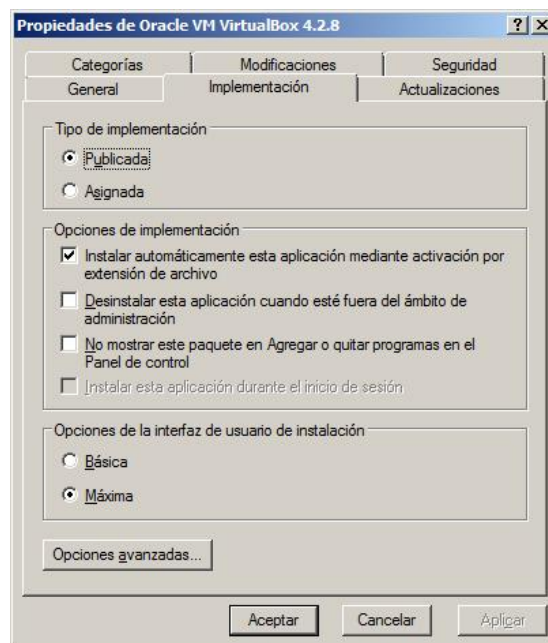 Propiedades de Oracle VM VirtualBox 4.2.8
Categorías Modificaciones Seguridad
General Implementación Actualizaciones
Tipo de implementación
Publicada
Asignada
Opciones de implementación
Instalar automáticamente esta aplicación mediante activación por
extensión de archivo
Desinstalar esta aplicación cuando esté fuera del ámbito de
administración
No mostrar este paquete en Agregar o quitar programas en el
Panel de control
Instalar esta aplicación durante el inicio de sesión
Opciones de la interfaz de usuario de instalación
Básica
Máxima
Opciones avanzadas...
Aceptar Cancelar Aplicar